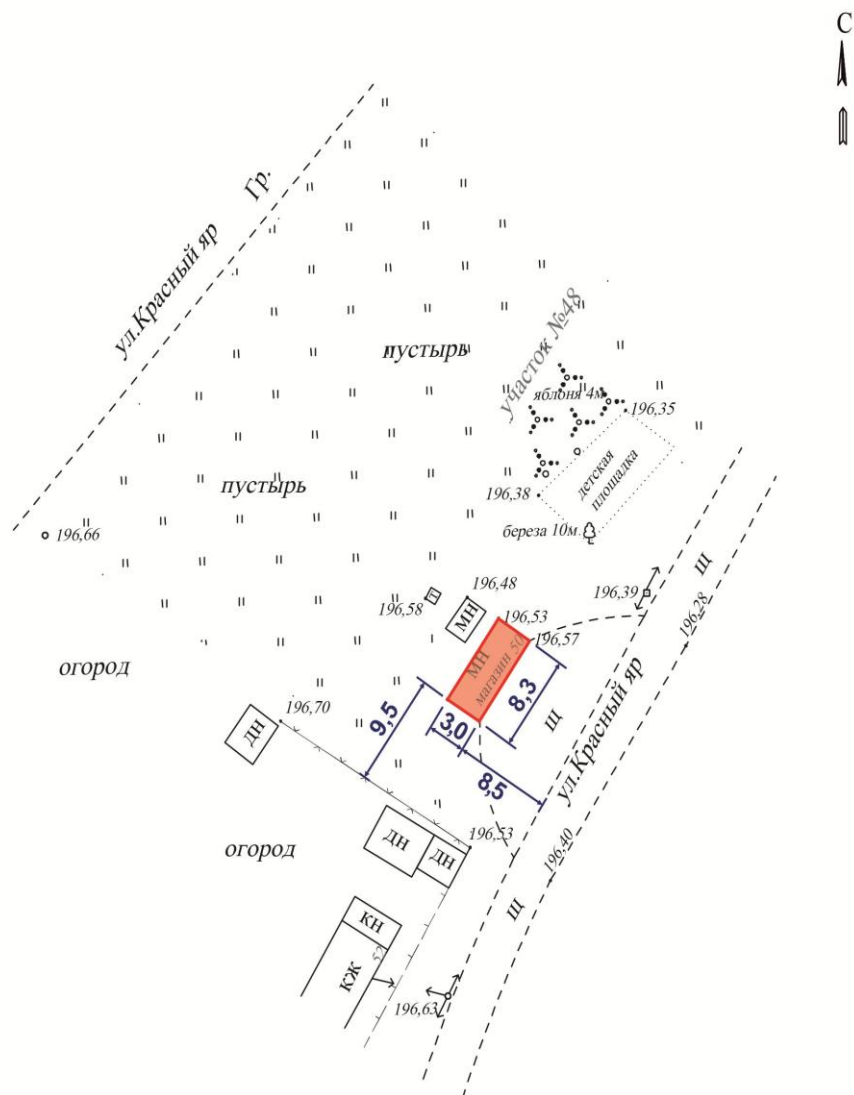 С
Гр.
ул.Красный яр
пустырь
участок №48
яблоня 4м
196,35
детская
площадка
196,38
пустырь
196,66
береза 10м
Щ
196,39
196,28
196,48
196,58
Т
МН
196,53
196,57
МН
магазин 50
8,3
Щ
ул.Красный яр
огород
196,70
ДН
9,5
3,0
8,5
196,53
огород
ДН
ДН
196,40
Щ
КН
52
КЖ
196,63